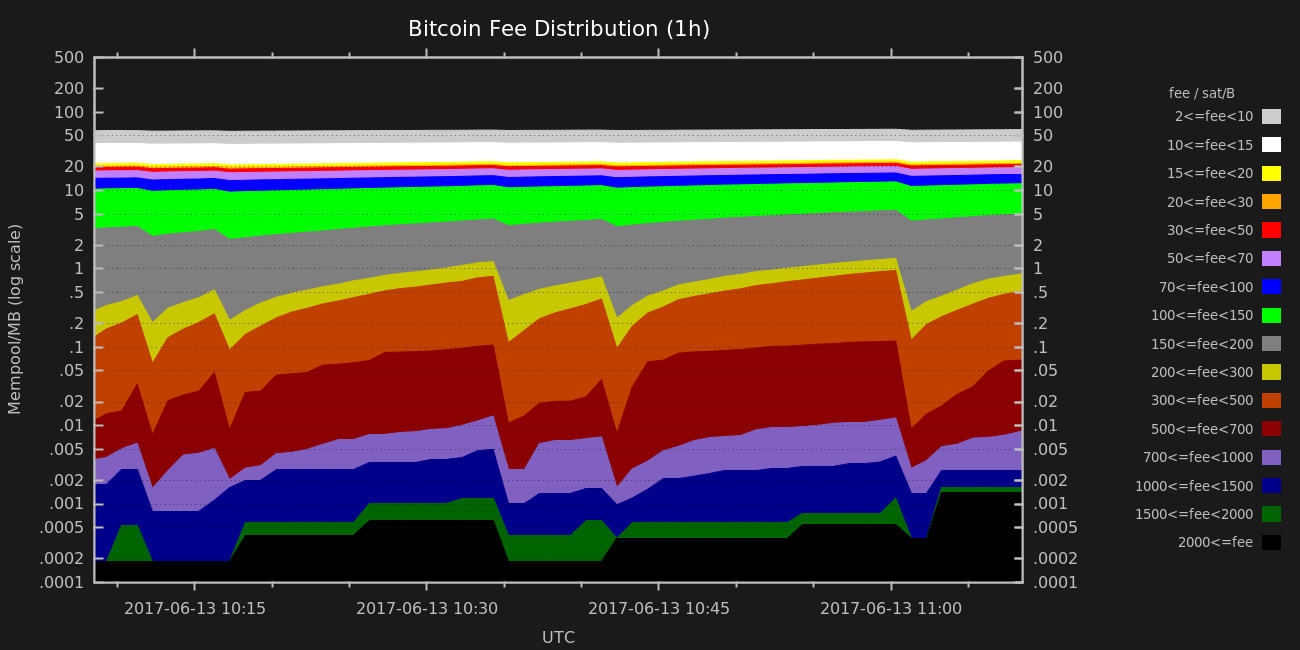 Bitcoin Fee Distribution (1h)
Mempool/MB (log scale)
500
200
100
50
20
10
5
2
1
.5
.2
.1
.05
.02
.01
.005
.002
.001
.0005
.0002
.0001
500
200
100
50
20
10
5
2
1
.5
.2
.1
.05
.02
.01
.005
.002
.001
.0005
.0002
.0001
2017-06-13 10:15
2017-06-13 10:30
2017-06-13 10:45
2017-06-13 11:00
UTC
fee / sat/B
2<=fee<10
10<=fee<15
15<=fee<20
20<=fee<30
30<=fee<50
50<=fee<70
70<=fee<100
100<=fee<150
150<=fee<200
200<=fee<300
300<=fee<500
500<=fee<700
700<=fee<1000
1000<=fee<1500
1500<=fee<2000
2000<=fee